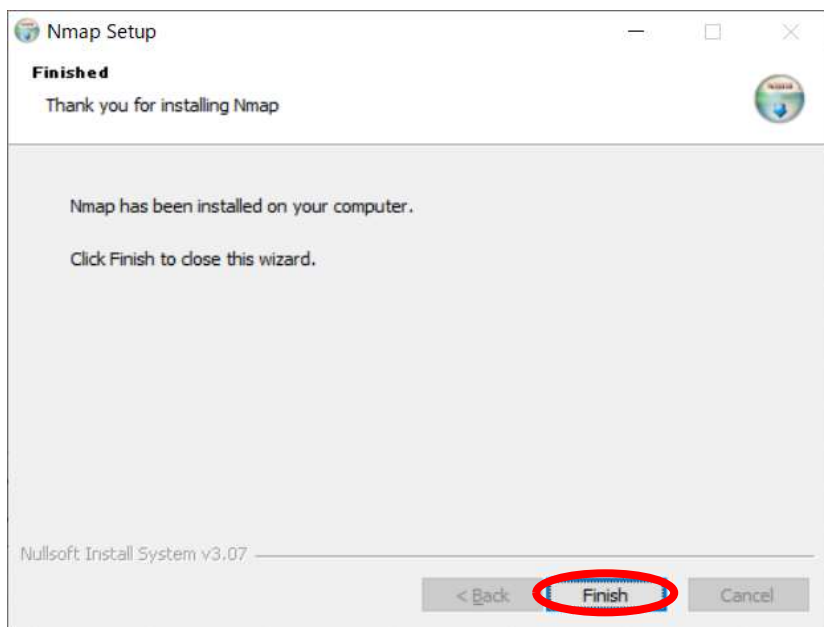 Nmap Setup
Finished
Thank you for installing Nmap
Nmap has been installed on your computer.
Click Finish to close this wizard.
Nullsoft Install System v3.07
< Back
Finish
Cancel